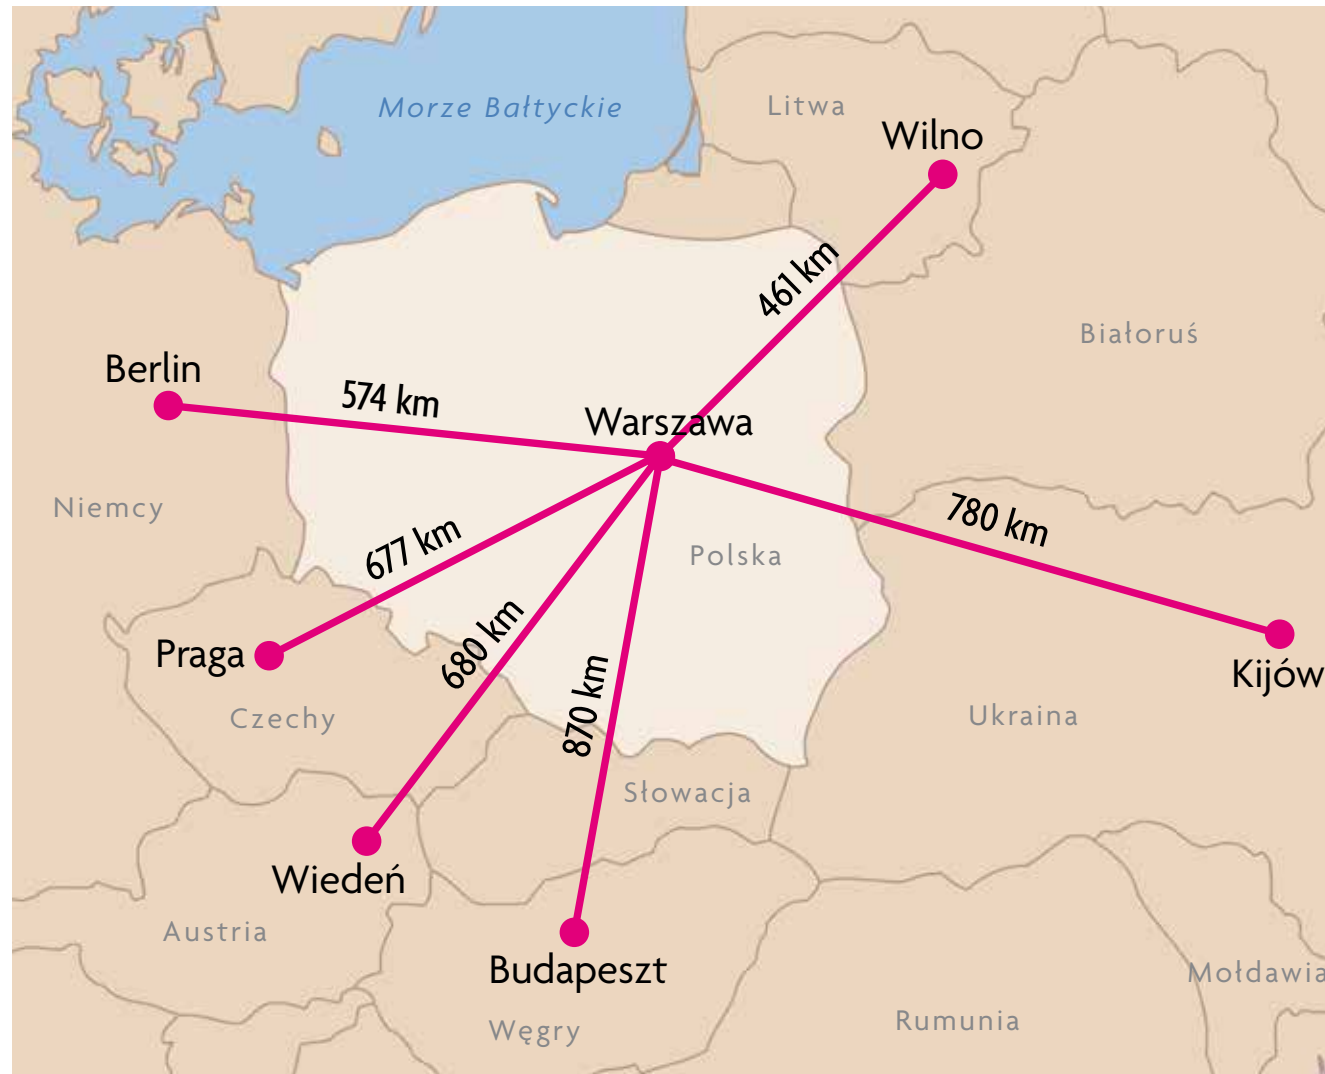 Morze Bałtyckie
Litwa
Wilno
461 km
Białoruś
Berlin
574 km
Warszawa
Niemcy
780 km
677 km
Polska
680 km
Praga
870 km
Kijów
Czechy
Ukraina
Słowacja
Wiedeń
Austria
Budapeszt
Mołdawia
Rumunia
Węgry